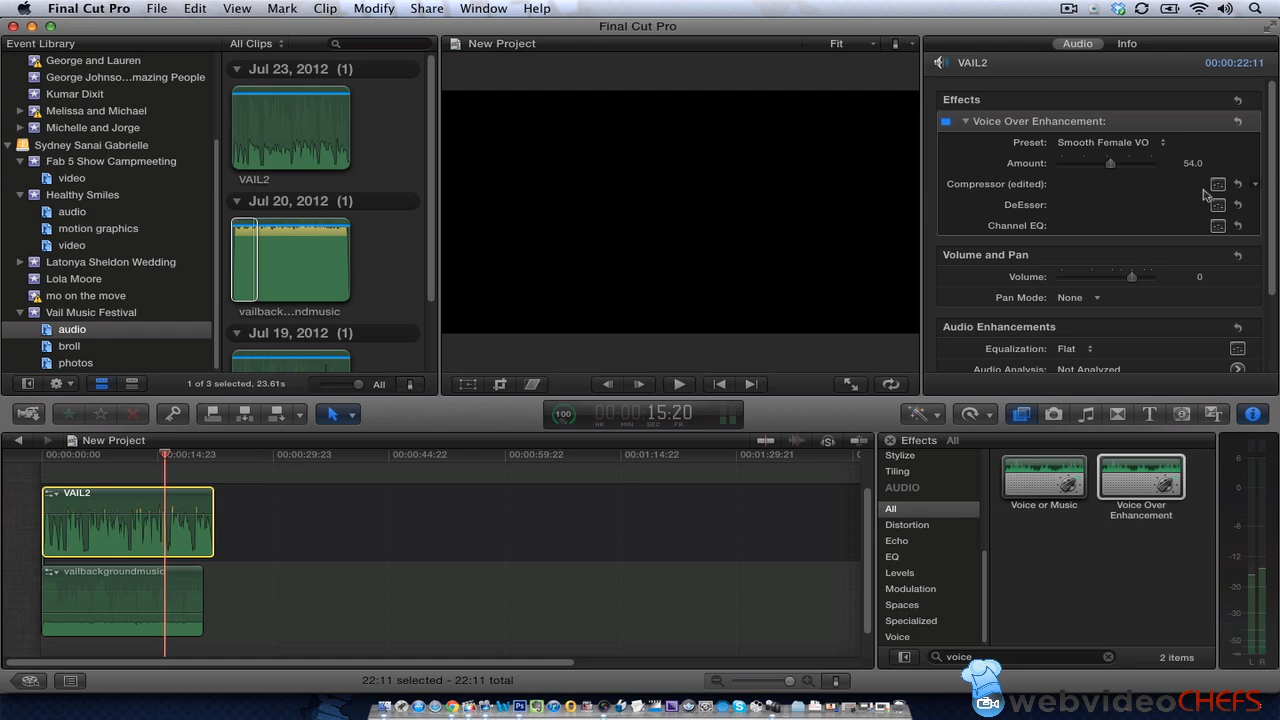 Final Cut Pro File Edit View Mark Clip Modify Share Window Help
Final Cut Pro
Event Library
George and Lauren
George Johnso...mazing People
Kumar Dixit
Melissa and Michael
Michelle and Jorge
Sydney Sanai Gabrielle
Fab 5 Show Campmeeting
video
Healthy Smiles
audio
motion graphics
video
Latonya Sheldon Wedding
Lola Moore
mo on the move
Vail Music Festival
audio
broll
photos
All Clips
Jul 23, 2012 (1)
VAIL2
Jul 20, 2012 (1)
vailback...ndmusic
Jul 19, 2012 (1)
1 of 3 selected, 23.61s
All
New Project
Fit
Audio Info
VAIL2 00:00:22:11
Effects
Voice Over Enhancement:
Preset: Smooth Female VO
Amount: 54.0
Compressor (edited):
DeEsser:
Channel EQ:
Volume and Pan
Volume: 0
Pan Mode: None
Audio Enhancements
Equalization: Flat
Audio Analysis: Not Analyzed
100 00:00:15:20
HR MIN SEC FR
New Project
00:00:00:00 00:00:14:23 00:00:29:23 00:00:44:22 00:00:59:22 00:01:14:22 00:01:29:21
VAIL2
vailbackgroundmusic
22:11 selected - 22:11 total
Effects All
Stylize
Tiling
AUDIO
All
Distortion
Echo
EQ
Levels
Modulation
Spaces
Specialized
Voice
Voice or Music
Voice Over
Enhancement
voice
2 items
6
0
-6
-12
-20
-30
-50
L R
webvideoCHEFS